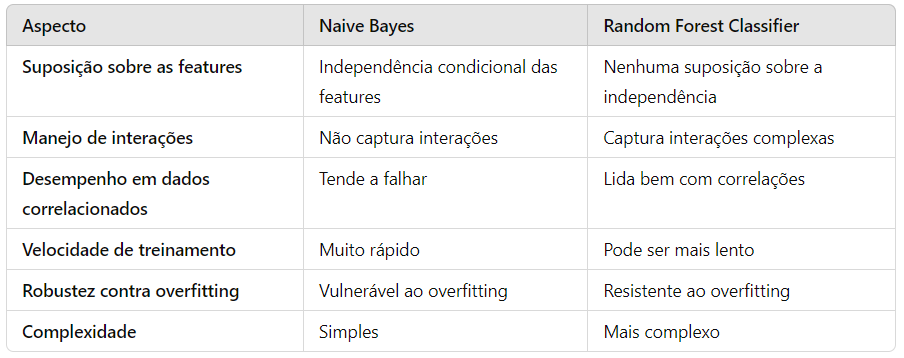 Aspecto Naive Bayes Random Forest Classifier
Suposição sobre as features Independência condicional das Nenhuma suposição sobre a
features independência
Manejo de interações Não captura interações Captura interações complexas
Desempenho em dados Tende a falhar Lida bem com correlações
correlacionados
Velocidade de treinamento Muito rápido Pode ser mais lento
Robustez contra overfitting Vulnerável ao overfitting Resistente ao overfitting
Complexidade Simples Mais complexo